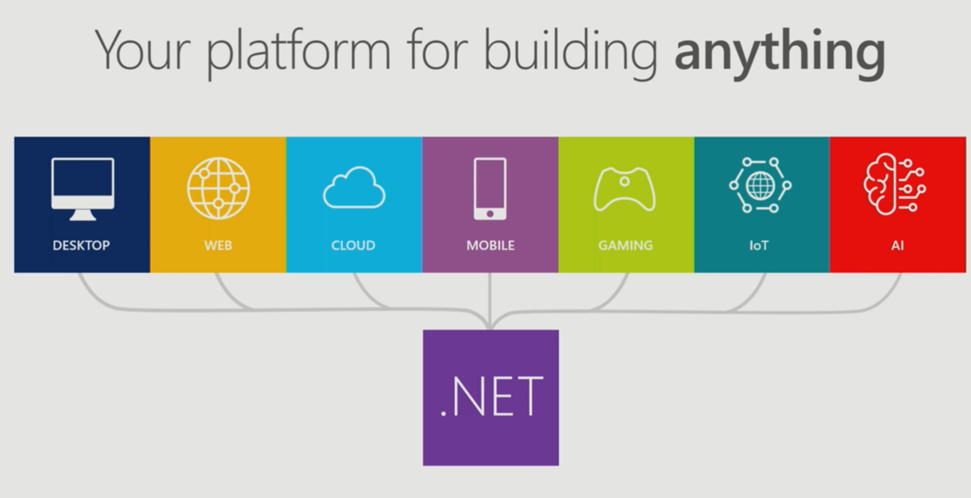 Your platform for building anything
DESKTOP
WEB
CLOUD
MOBILE
GAMING
IoT
AI
.NET